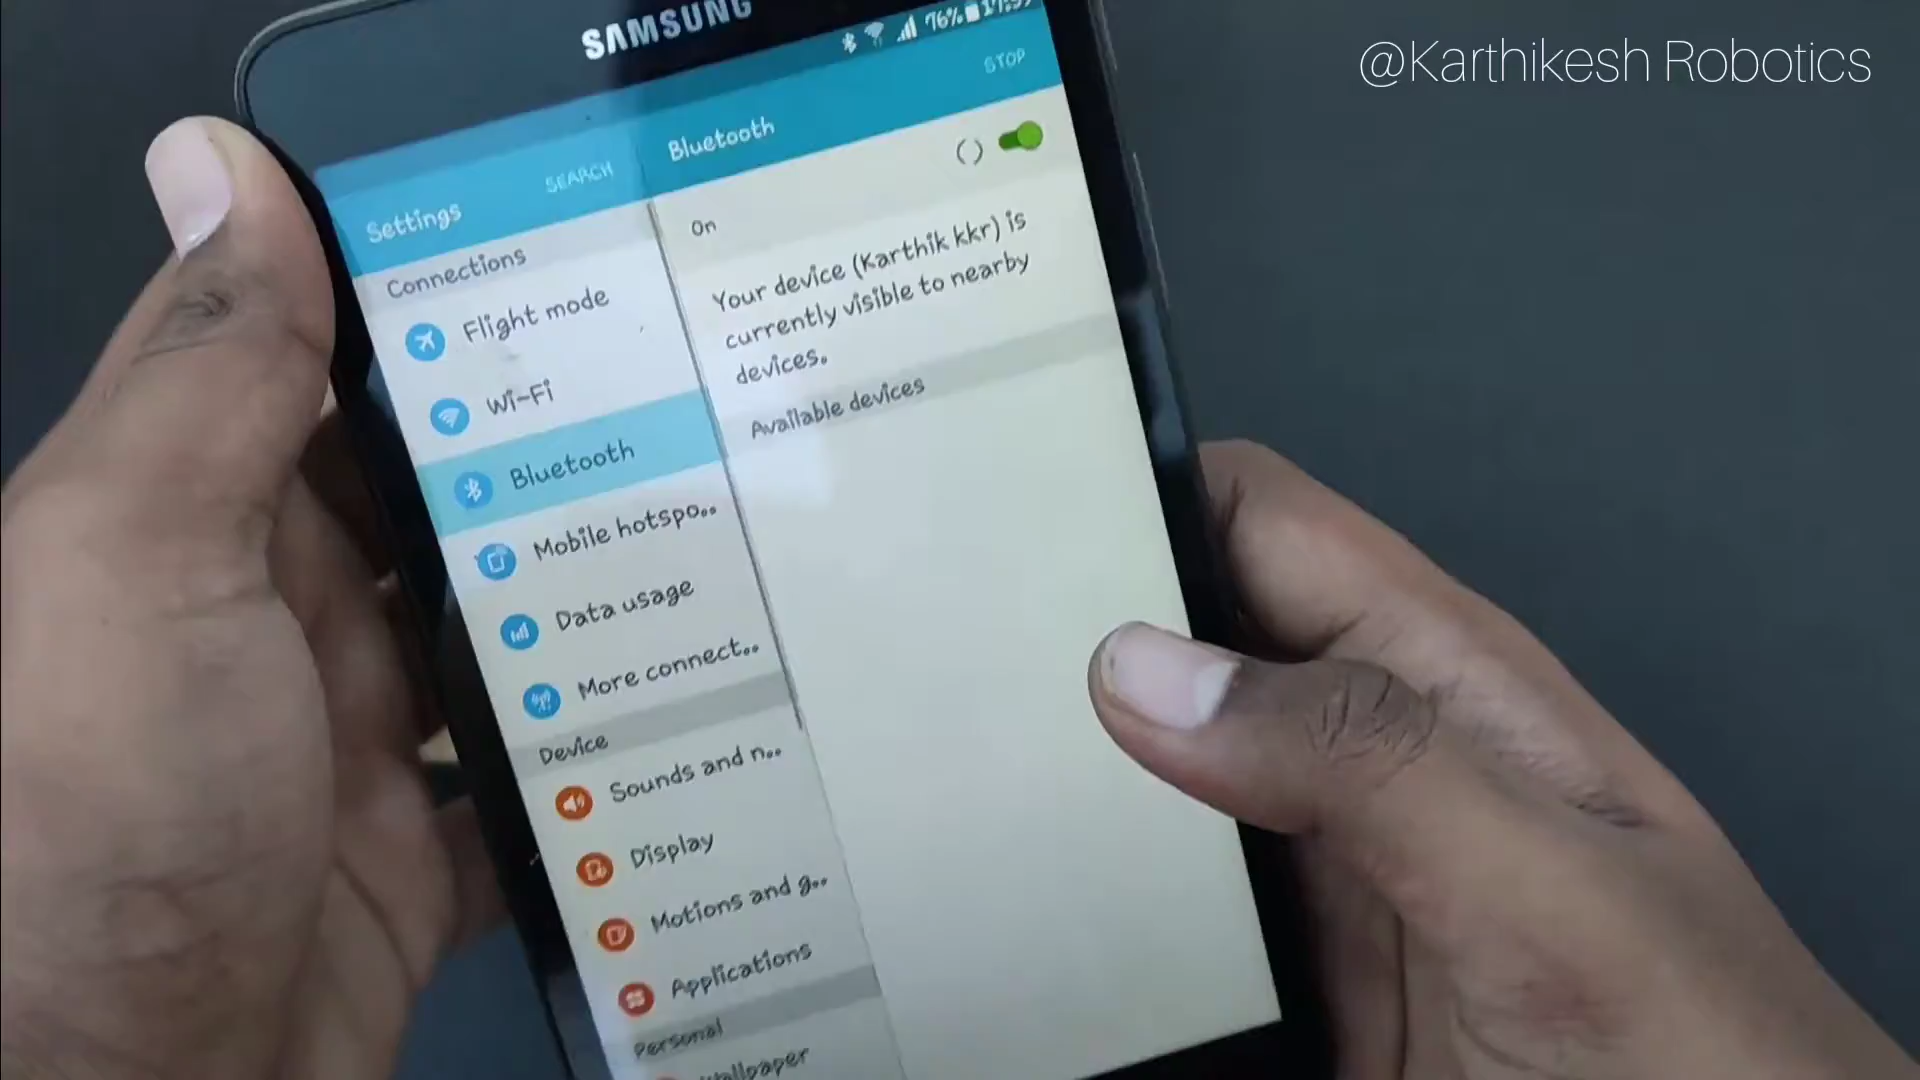 @Karthikesh Robotics
SAMSUNG
76%
STOP
Settings
SEARCH
Connections
Flight mode
Wi-Fi
Bluetooth
Mobile hotspo..
Data usage
More connect..
Device
Sounds and n..
Display
Motions and g..
Applications
Personal
Bluetooth
On
Your device (Karthik kkr) is
currently visible to nearby
devices.
Available devices